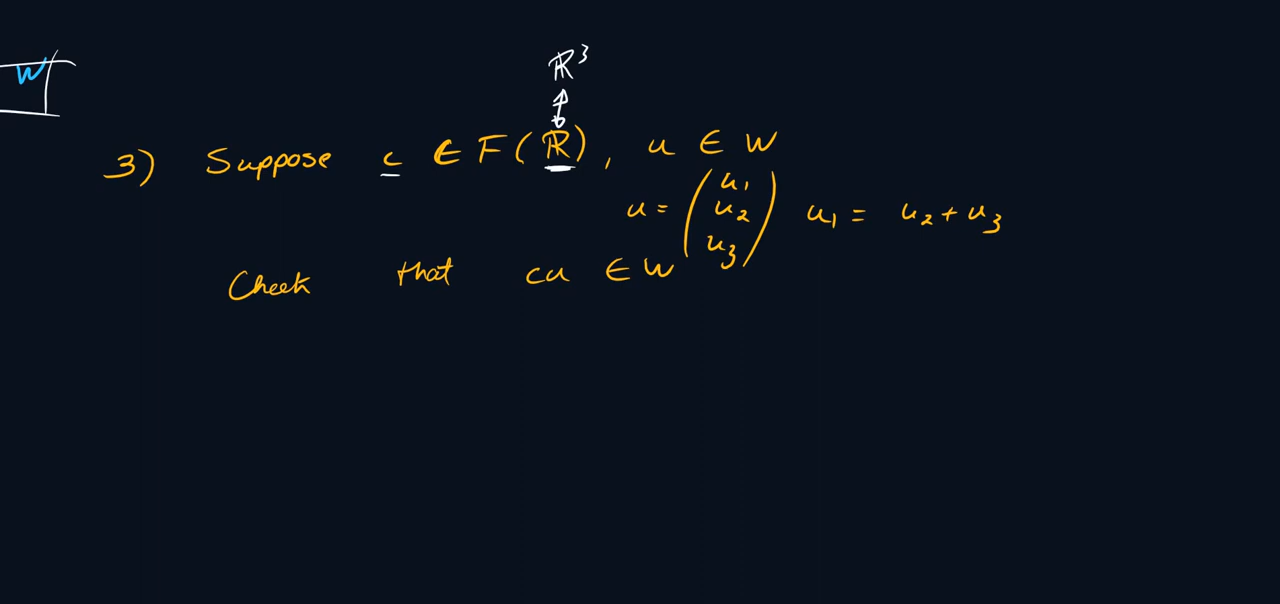 W
ℝ³
3) Suppose c ∈ F(ℝ), u ∈ W
u = (u₁ u₂ u₃) u₁ = u₂ + u₃
Check that cu ∈ W